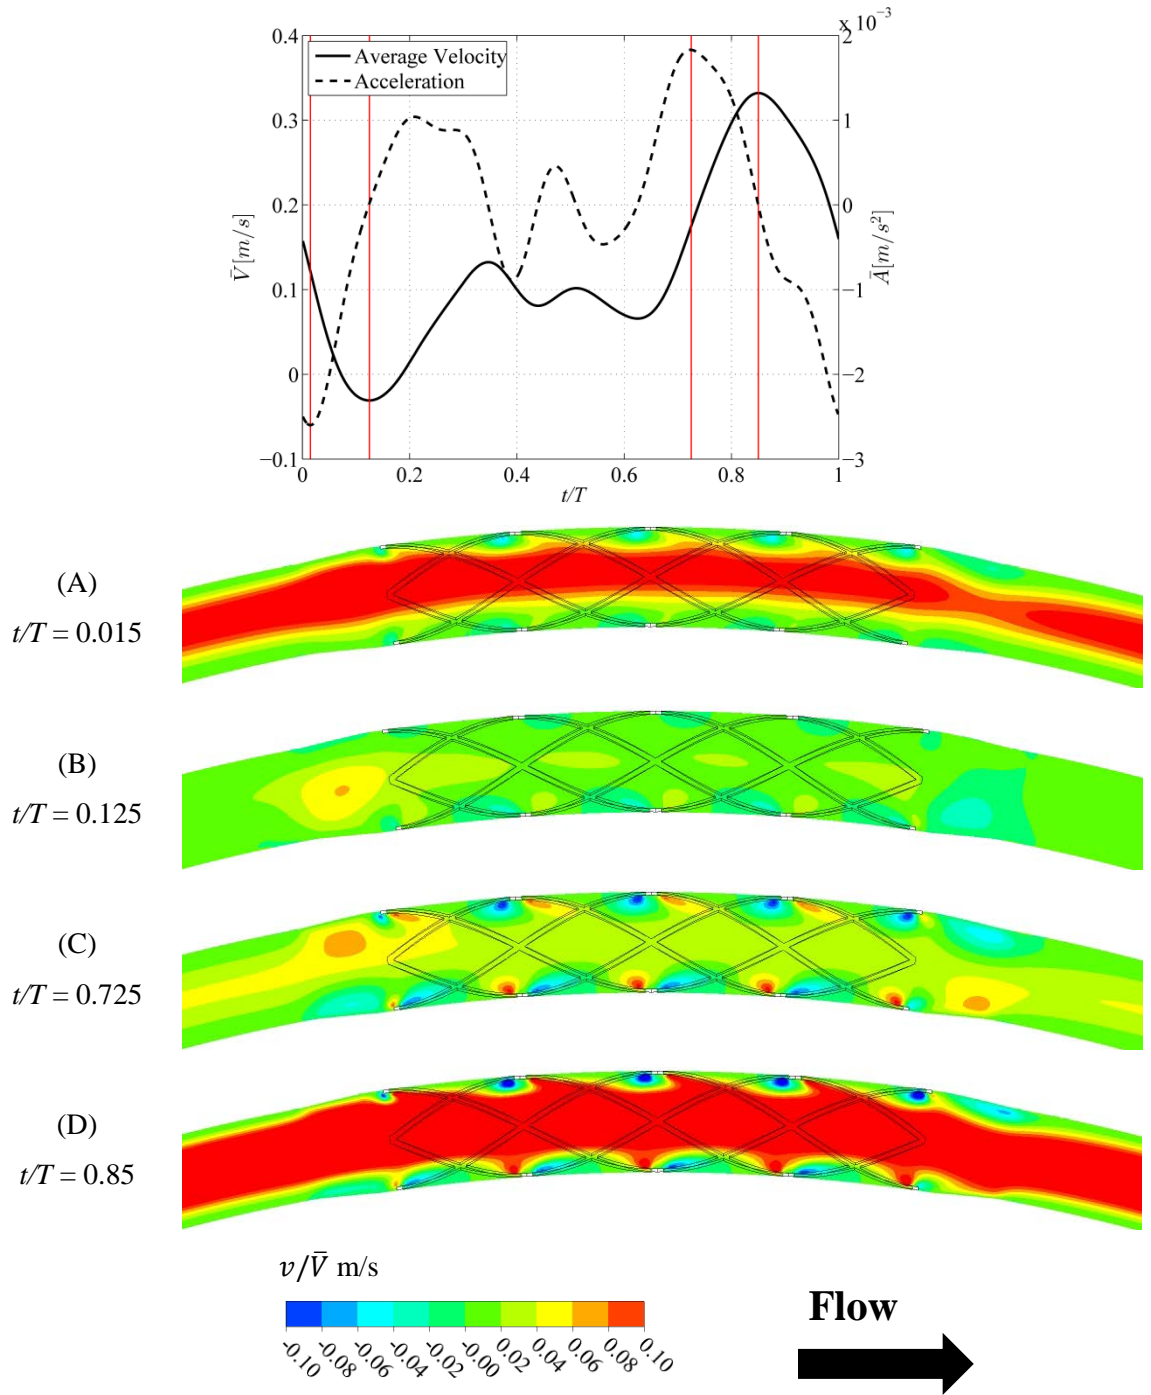 x 10⁻³
0.4
2
Average Velocity
Acceleration
0.3
1
0.2
0
V̄[m/s]
Ā[m/s²]
0.1
−1
0
−2
−0.1
−3
0
0.2
0.4
0.6
0.8
1
t/T
(A)
t/T = 0.015
(B)
t/T = 0.125
(C)
t/T = 0.725
(D)
t/T = 0.85
v/V̄ m/s
Flow
-0.10 -0.08 -0.06 -0.04 -0.02 -0.00 0.02 0.04 0.06 0.08 0.10